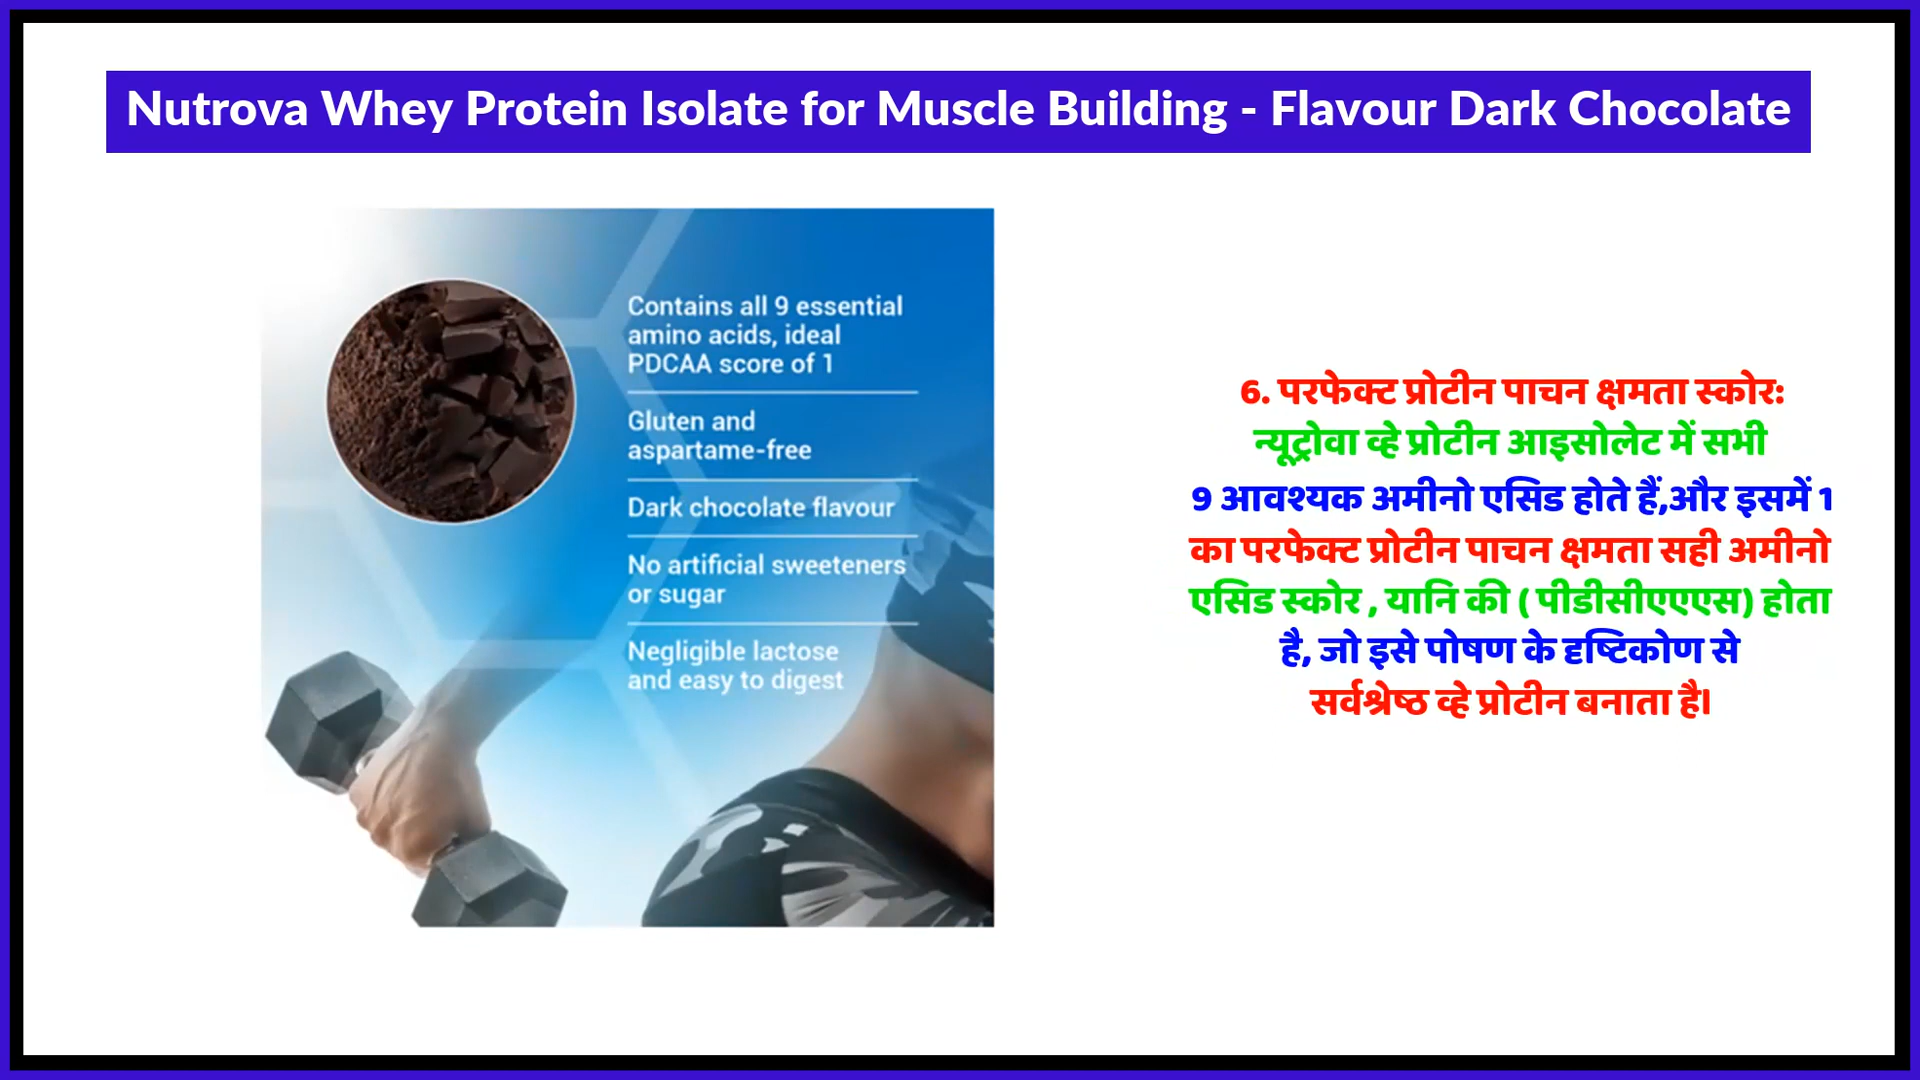 Nutrova Whey Protein Isolate for Muscle Building - Flavour Dark Chocolate
Contains all 9 essential
amino acids, ideal
PDCAA score of 1
Gluten and
aspartame-free
Dark chocolate flavour
No artificial sweeteners
or sugar
Negligible lactose
and easy to digest
6. परफेक्ट प्रोटीन पाचन क्षमता स्कोर:
न्यूट्रोवा व्हे प्रोटीन आइसोलेट में सभी
9 आवश्यक अमीनो एसिड होते हैं,और इसमें 1
का परफेक्ट प्रोटीन पाचन क्षमता सही अमीनो
एसिड स्कोर , यानि की ( पीडीसीएएएस) होता
है, जो इसे पोषण के दृष्टिकोण से
सर्वश्रेष्ठ व्हे प्रोटीन बनाता है।